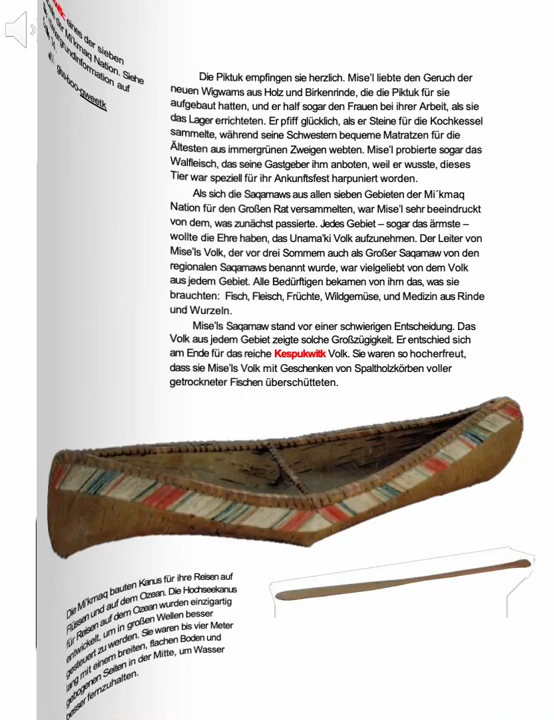 eines der sieben
der Mi'kmaq Nation. Siehe
auf
ges-boo-gweetk
Die Piktuk empfingen sie herzlich. Mise'l liebte den Geruch der
neuen Wigwams aus Holz und Birkenrinde, die die Piktuk für sie
aufgebaut hatten, und er half sogar den Frauen bei ihrer Arbeit, als sie
das Lager errichteten. Er pfiff glücklich, als er Steine für die Kochkessel
sammelte, während seine Schwestern bequeme Matratzen für die
Ältesten aus immergrünen Zweigen webten. Mise'l probierte sogar das
Walfleisch, das seine Gastgeber ihm anboten, weil er wusste, dieses
Tier war speziell für ihr Ankunftsfest harpuniert worden.
Als sich die Saqamaws aus allen sieben Gebieten der Mi´kmaq
Nation für den Großen Rat versammelten, war Mise'l sehr beeindruckt
von dem, was zunächst passierte. Jedes Gebiet – sogar das ärmste –
wollte die Ehre haben, das Unama'ki Volk aufzunehmen. Der Leiter von
Mise'ls Volk, der vor drei Sommern auch als Großer Saqamaw von den
regionalen Saqamaws benannt wurde, war vielgeliebt von dem Volk
aus jedem Gebiet. Alle Bedürftigen bekamen von ihm das, was sie
brauchten: Fisch, Fleisch, Früchte, Wildgemüse, und Medizin aus Rinde
und Wurzeln.
Mise'ls Saqamaw stand vor einer schwierigen Entscheidung. Das
Volk aus jedem Gebiet zeigte solche Großzügigkeit. Er entschied sich
am Ende für das reiche Kespukwitk Volk. Sie waren so hocherfreut,
dass sie Mise'ls Volk mit Geschenken von Spaltholzkörben voller
getrockneter Fischen überschütteten.
Die Mi'kmaq bauten Kanus für ihre Reisen auf
Flüssen und auf dem Ozean. Die Hochseekanus
für Reisen auf dem Ozean wurden einzigartig
entwickelt, um in großen Wellen besser
gesteuert zu werden. Sie waren bis vier Meter
lang mit einem breiten, flachen Boden und
gebogenen Seiten in der Mitte, um Wasser
besser fernzuhalten.